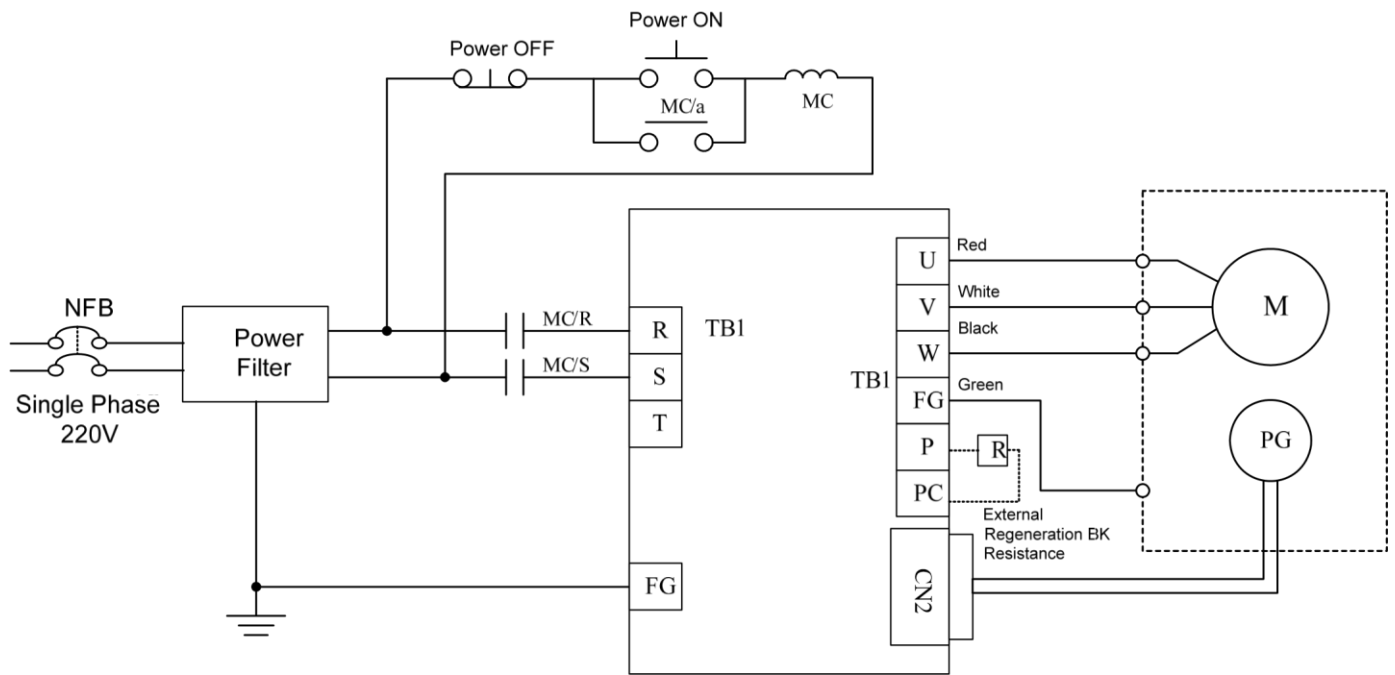 Power ON
Power OFF
MC/a
MC
NFB
Single Phase
220V
Power
Filter
MC/R
MC/S
R
S
T
FG
TB1
TB1
U
V
W
FG
P
PC
CN2
Red
White
Black
Green
R
External
Regeneration BK
Resistance
M
PG